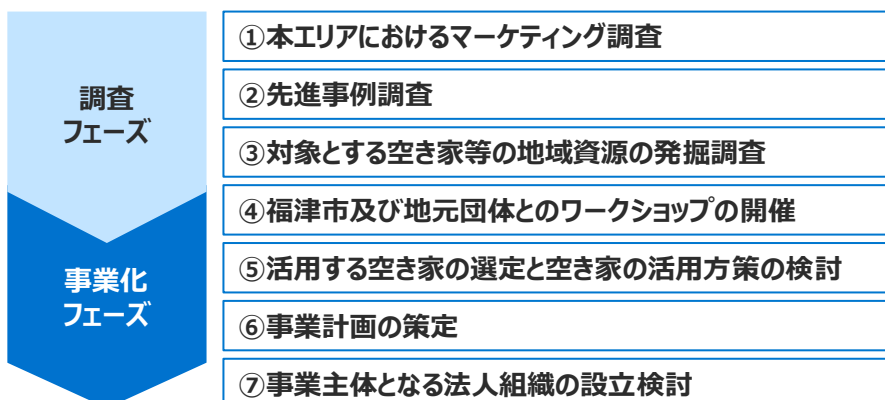 調査
フェーズ
①本エリアにおけるマーケティング調査
②先進事例調査
③対象とする空き家等の地域資源の発掘調査
事業化
フェーズ
④福津市及び地元団体とのワークショップの開催
⑤活用する空き家の選定と空き家の活用方策の検討
⑥事業計画の策定
⑦事業主体となる法人組織の設立検討